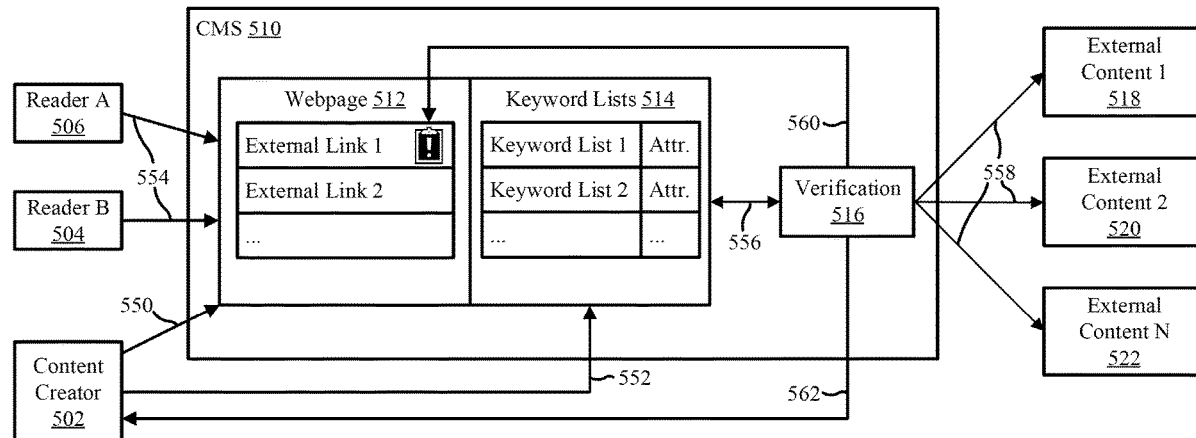 CMS 510
Reader A
506
554
Reader B
504
550
Content
Creator
502
Webpage 512
External Link 1
!
External Link 2
...
Keyword Lists 514
Keyword List 1 Attr.
Keyword List 2 Attr.
... ...
552
556
560
Verification
516
562
558
External
Content 1
518
External
Content 2
520
External
Content N
522